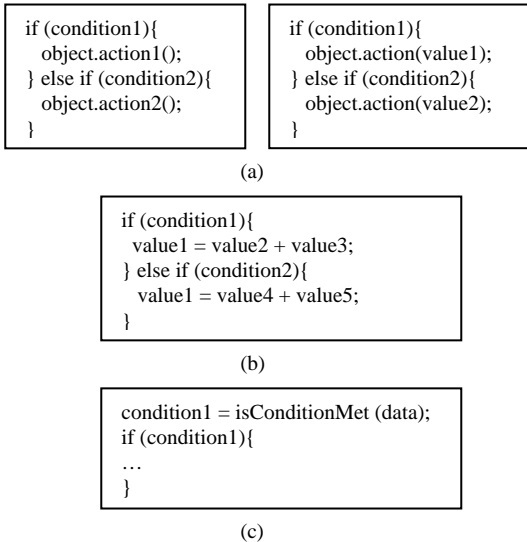 if (condition1){
object.action1();
} else if (condition2){
object.action2();
}
if (condition1){
object.action(value1);
} else if (condition2){
object.action(value2);
}
(a)
if (condition1){
value1 = value2 + value3;
} else if (condition2){
value1 = value4 + value5;
}
(b)
condition1 = isConditionMet (data);
if (condition1){
…
}
(c)